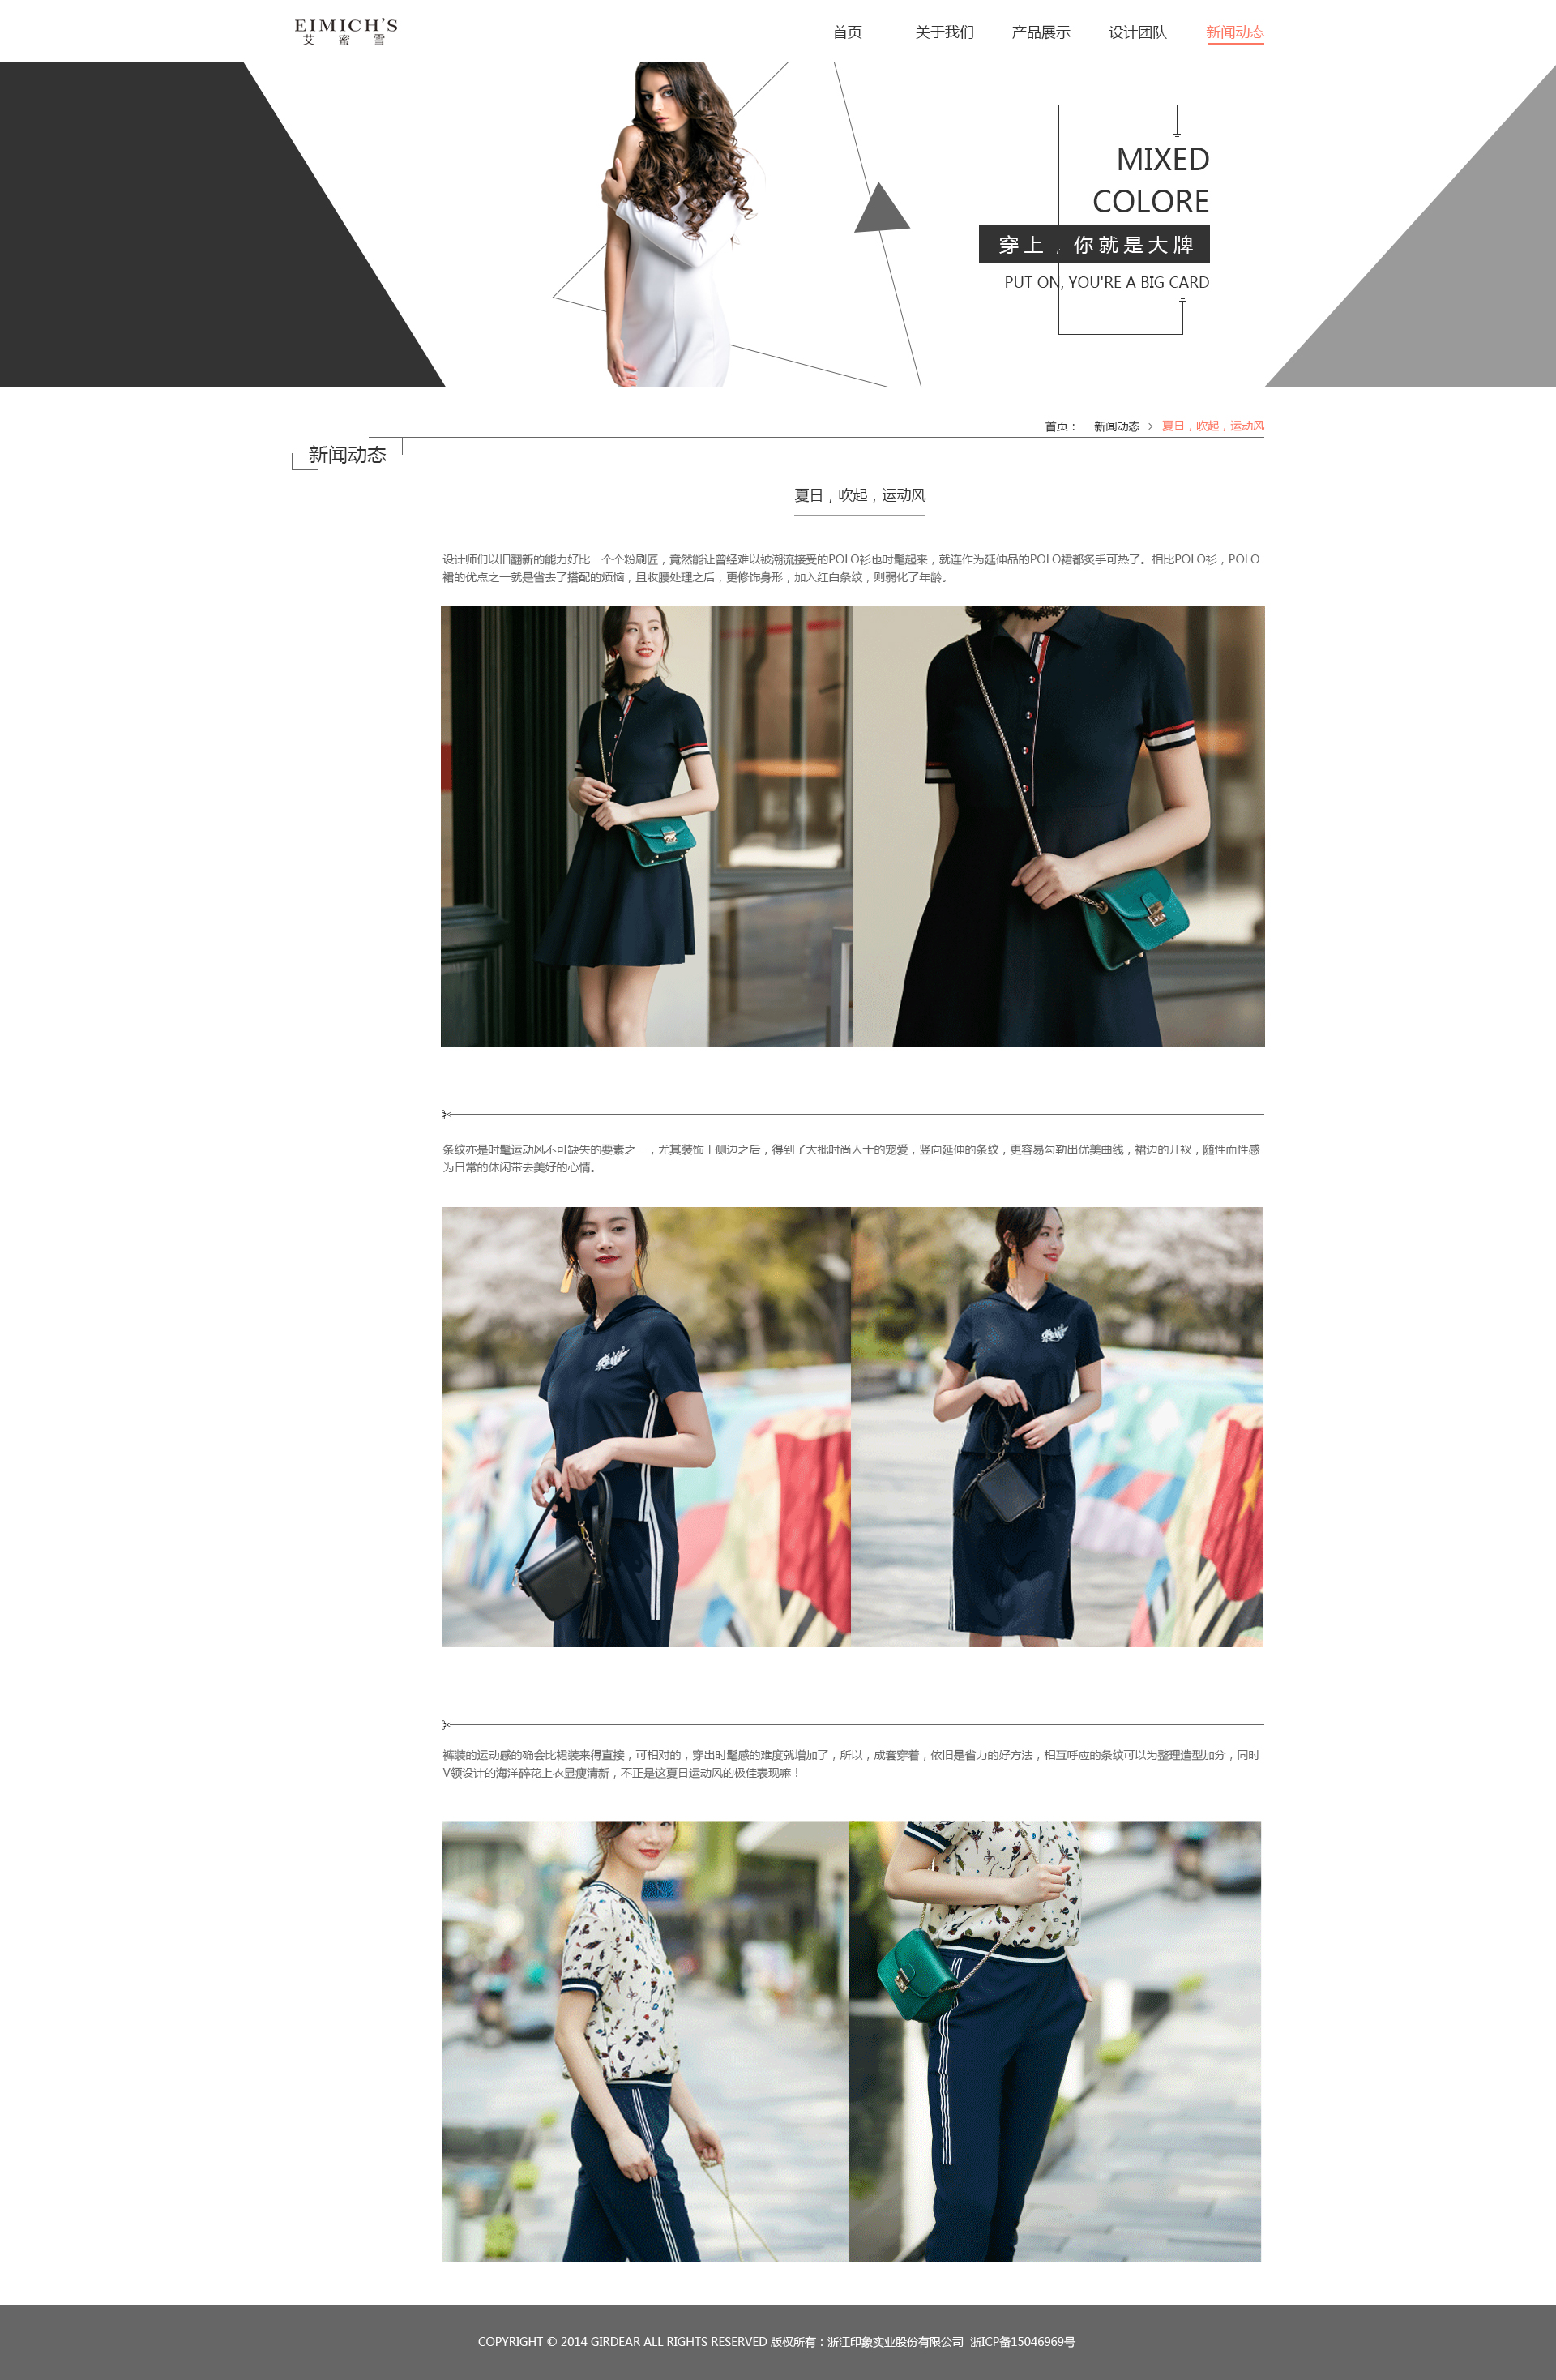 EIMICH'S
艾蜜雪
首页 关于我们 产品展示 设计团队 新闻动态
MIXED
COLORE
穿上，你就是大牌
PUT ON, YOU'RE A BIG CARD
首页： 新闻动态 > 夏日，吹起，运动风
新闻动态
夏日，吹起，运动风
设计师们以旧翻新的能力好比一个个粉刷匠，竟然能让曾经难以被潮流接受的POLO衫也时髦起来，就连作为延伸品的POLO裙都炙手可热了。相比POLO衫，POLO
裙的优点之一就是省去了搭配的烦恼，且收腰处理之后，更修饰身形，加入红白条纹，则弱化了年龄。
条纹亦是时髦运动风不可缺失的要素之一，尤其装饰于侧边之后，得到了大批时尚人士的宠爱，竖向延伸的条纹，更容易勾勒出优美曲线，裙边的开衩，随性而性感
为日常的休闲带去美好的心情。
裤装的运动感的确会比裙装来得直接，可相对的，穿出时髦感的难度就增加了，所以，成套穿着，依旧是省力的好方法，相互呼应的条纹可以为整理造型加分，同时
V领设计的海洋碎花上衣显瘦清新，不正是这夏日运动风的极佳表现嘛！
COPYRIGHT © 2014 GIRDEAR ALL RIGHTS RESERVED 版权所有：浙江印象实业股份有限公司 浙ICP备15046969号